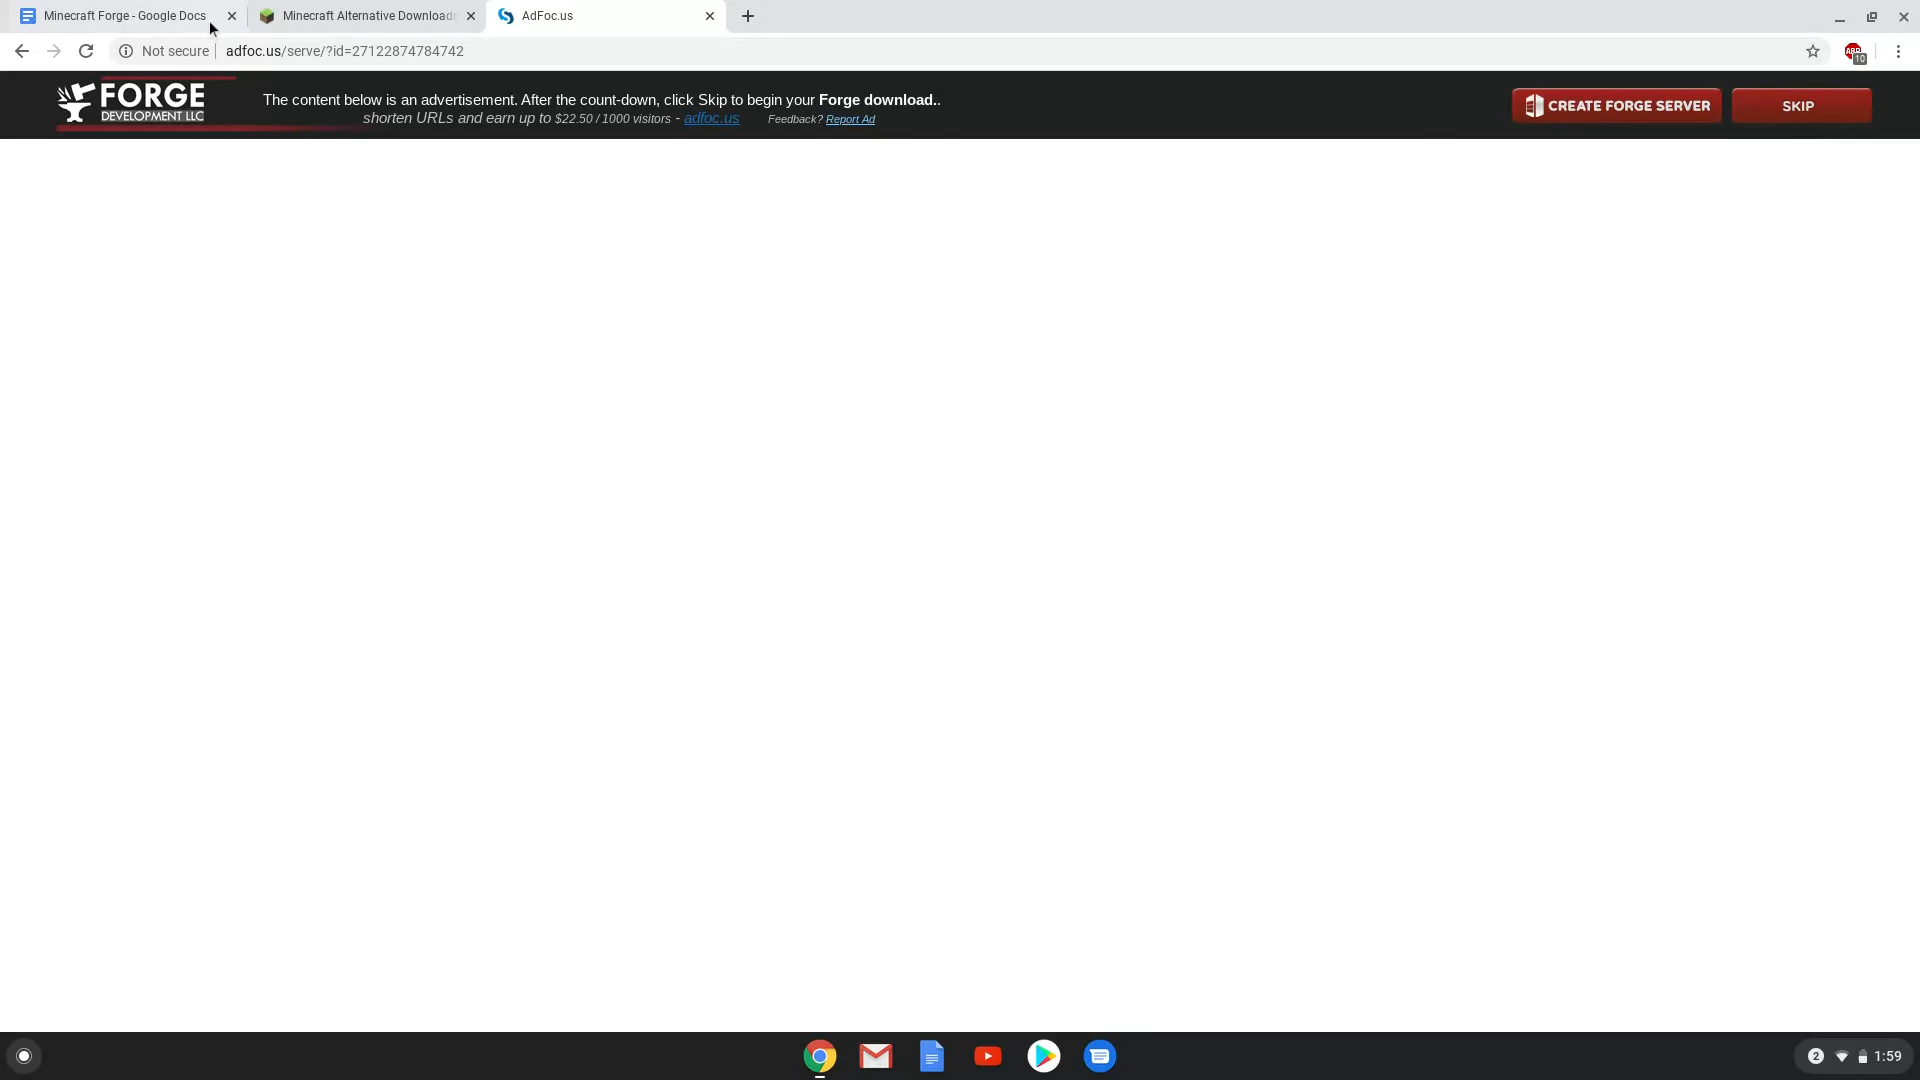 Minecraft Forge - Google Docs
Minecraft Alternative Downloads
AdFoc.us
Not secure
adfoc.us/serve/?id=27122874784742
ABP
10
FORGE
DEVELOPMENT LLC
The content below is an advertisement. After the count-down, click Skip to begin your Forge download..
shorten URLs and earn up to $22.50 / 1000 visitors - adfoc.us
Feedback? Report Ad
CREATE FORGE SERVER
SKIP
2
1:59